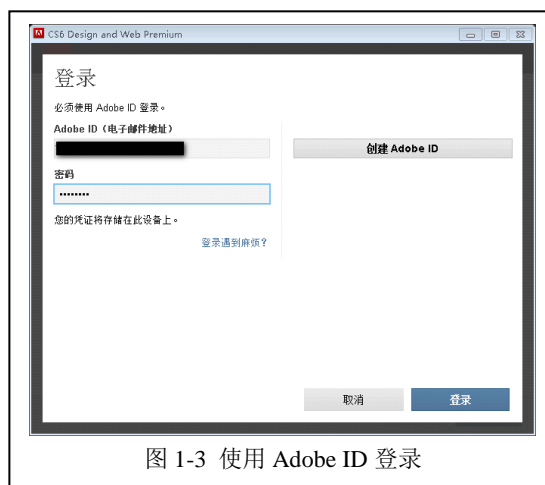 CS6 Design and Web Premium
登录
必须使用 Adobe ID 登录。
Adobe ID（电子邮件地址）
创建 Adobe ID
密码
••••••••
您的凭证将存储在此设备上。
登录遇到麻烦？
取消
登录
图 1-3 使用 Adobe ID 登录